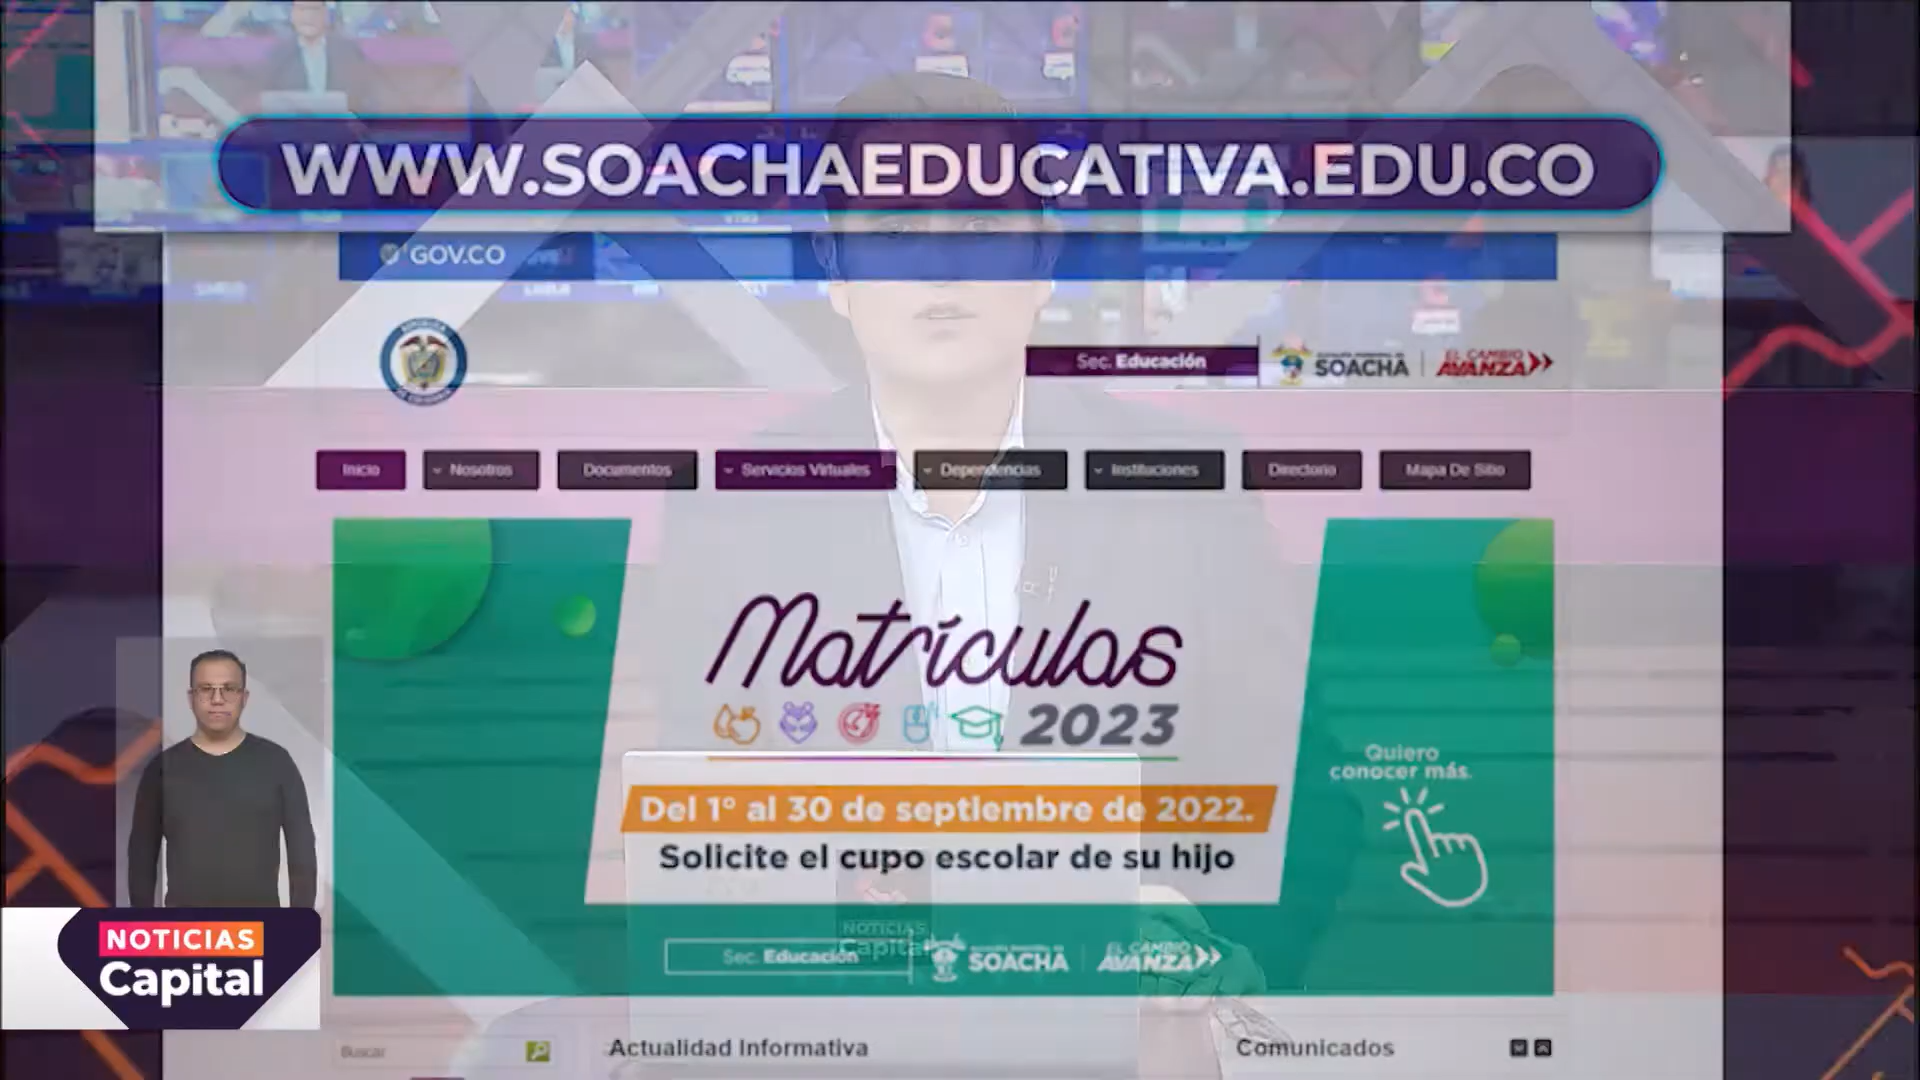 WWW.SOACHAEDUCATIVA.EDU.CO
GOV.CO
Sec. Educación
SOACHA
EL CAMBIO
AVANZA
Inicio
Nosotros
Documentos
Servicios Virtuales
Dependencias
Instituciones
Directorio
Mapa De Sitio
Matrículas
2023
Quiero
conocer más.
Del 1° al 30 de septiembre de 2022.
Solicite el cupo escolar de su hijo
NOTICIAS
Capital
NOTICIAS
Capital
Sec. Educación
SOACHA
EL CAMBIO
AVANZA
Buscar
Actualidad Informativa
Comunicados